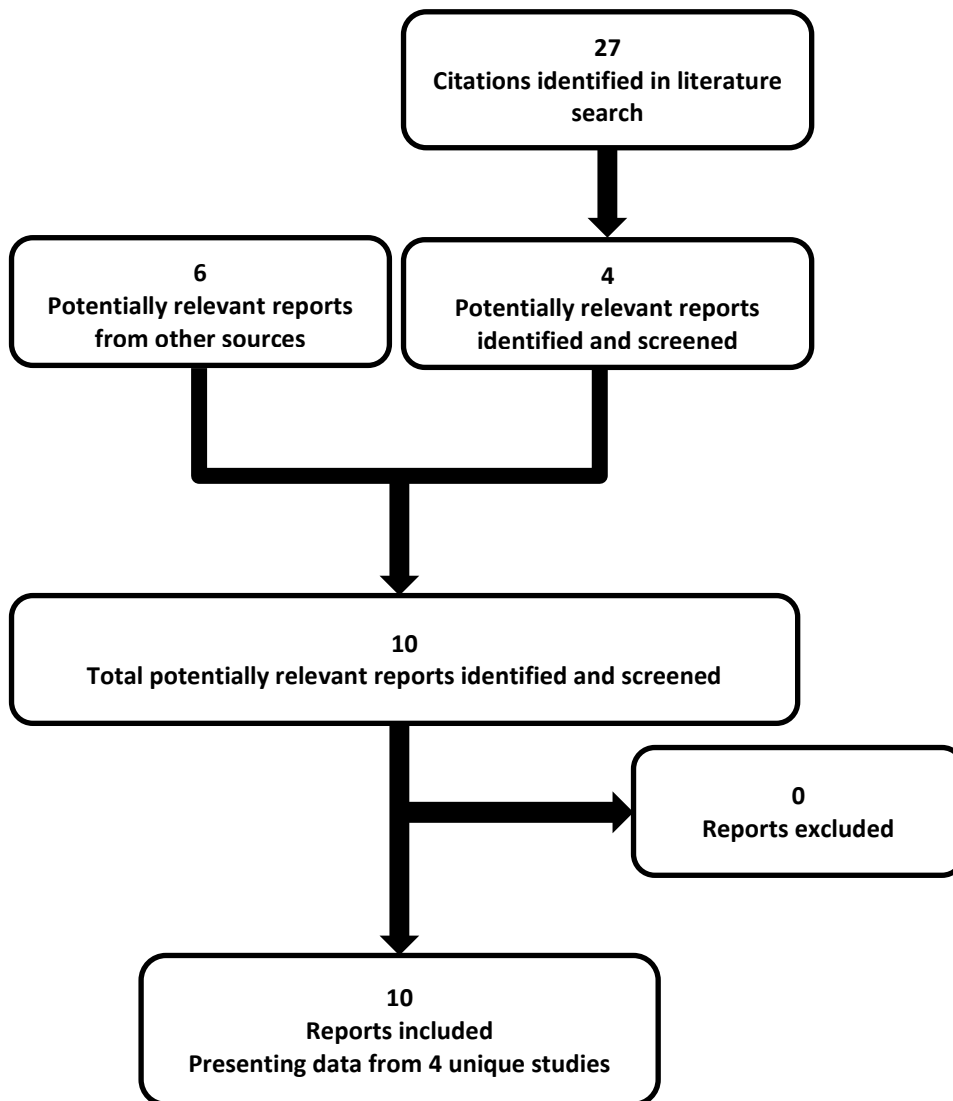 27
Citations identified in literature
search
6
Potentially relevant reports
from other sources
4
Potentially relevant reports
identified and screened
10
Total potentially relevant reports identified and screened
0
Reports excluded
10
Reports included
Presenting data from 4 unique studies